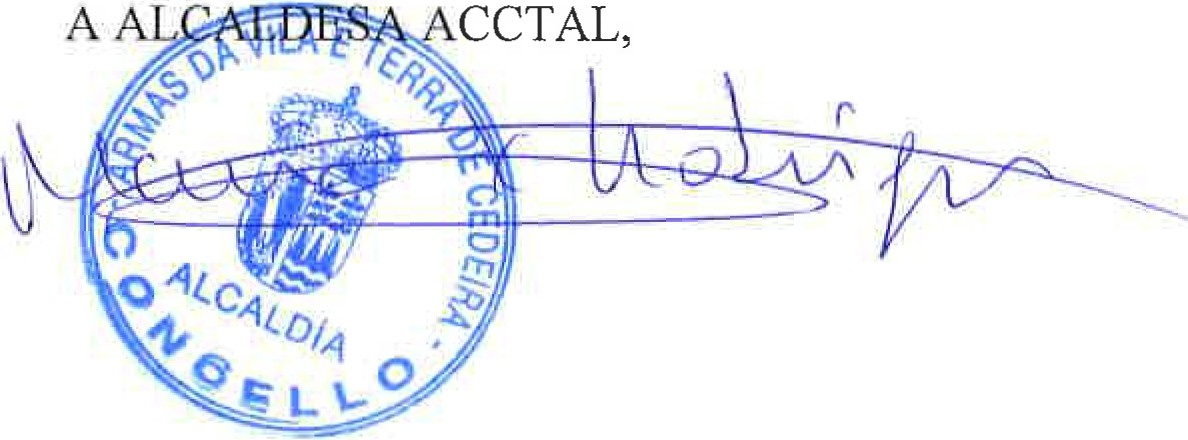 A ALCALDESA ACCTAL,
ARMAS DA VILA E TERRA DE CEDEIRA -
ALCALDÍA
CONCELLO